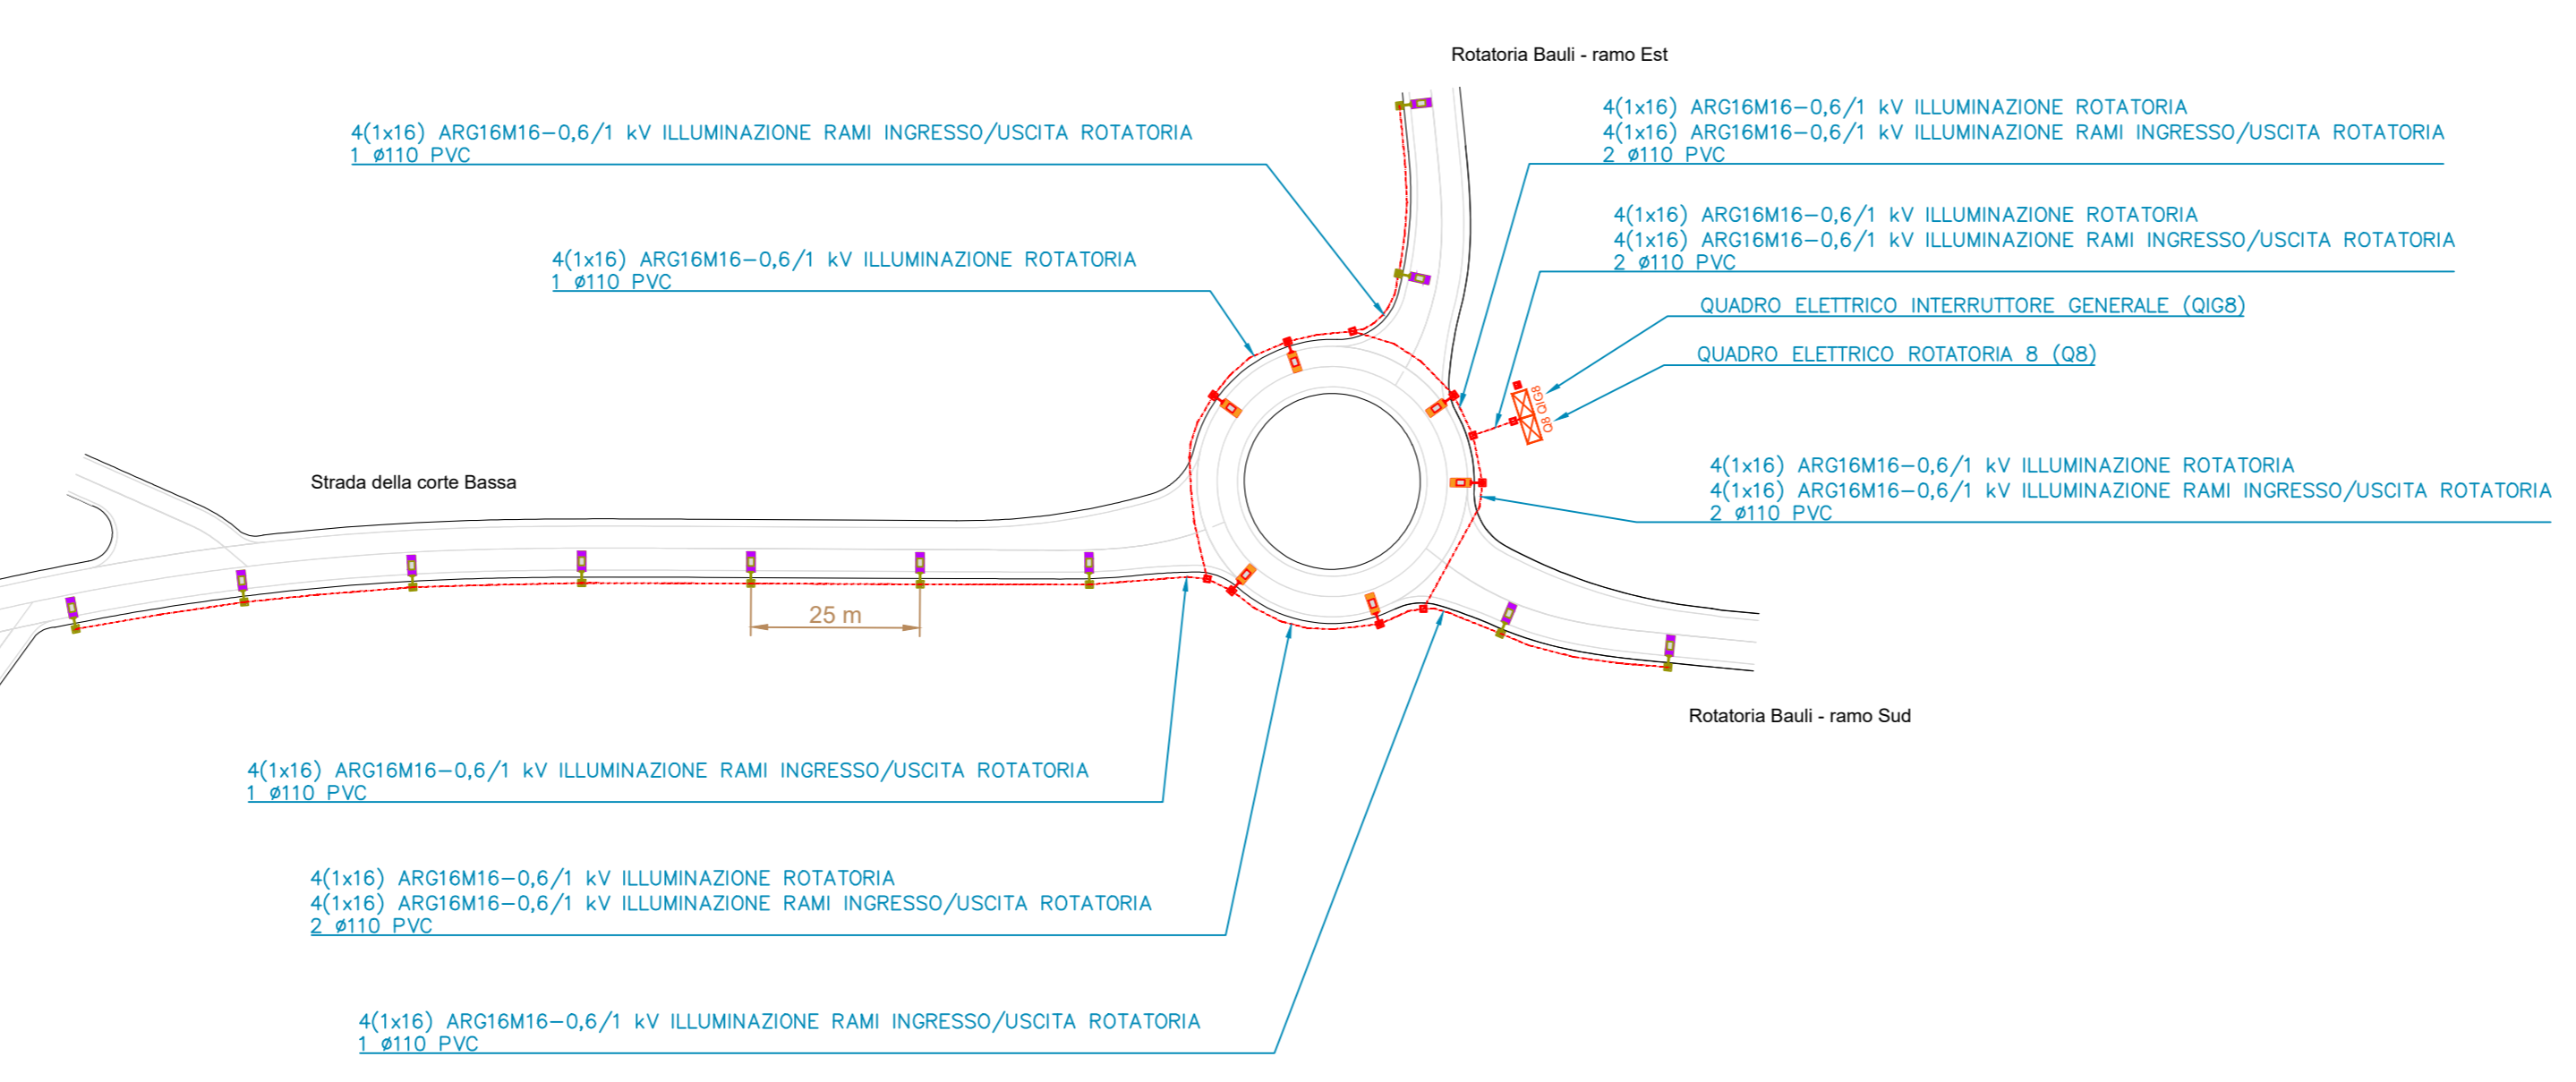 Rotatoria Bauli - ramo Est
4(1x16) ARG16M16-0,6/1 kV ILLUMINAZIONE RAMI INGRESSO/USCITA ROTATORIA
1 ø110 PVC
4(1x16) ARG16M16-0,6/1 kV ILLUMINAZIONE ROTATORIA
4(1x16) ARG16M16-0,6/1 kV ILLUMINAZIONE RAMI INGRESSO/USCITA ROTATORIA
2 ø110 PVC
4(1x16) ARG16M16-0,6/1 kV ILLUMINAZIONE ROTATORIA
1 ø110 PVC
4(1x16) ARG16M16-0,6/1 kV ILLUMINAZIONE ROTATORIA
4(1x16) ARG16M16-0,6/1 kV ILLUMINAZIONE RAMI INGRESSO/USCITA ROTATORIA
2 ø110 PVC
QUADRO ELETTRICO INTERRUTTORE GENERALE (QIG8)
QUADRO ELETTRICO ROTATORIA 8 (Q8)
Q8 QIG8
Strada della corte Bassa
4(1x16) ARG16M16-0,6/1 kV ILLUMINAZIONE ROTATORIA
4(1x16) ARG16M16-0,6/1 kV ILLUMINAZIONE RAMI INGRESSO/USCITA ROTATORIA
2 ø110 PVC
25 m
Rotatoria Bauli - ramo Sud
4(1x16) ARG16M16-0,6/1 kV ILLUMINAZIONE RAMI INGRESSO/USCITA ROTATORIA
1 ø110 PVC
4(1x16) ARG16M16-0,6/1 kV ILLUMINAZIONE ROTATORIA
4(1x16) ARG16M16-0,6/1 kV ILLUMINAZIONE RAMI INGRESSO/USCITA ROTATORIA
2 ø110 PVC
4(1x16) ARG16M16-0,6/1 kV ILLUMINAZIONE RAMI INGRESSO/USCITA ROTATORIA
1 ø110 PVC